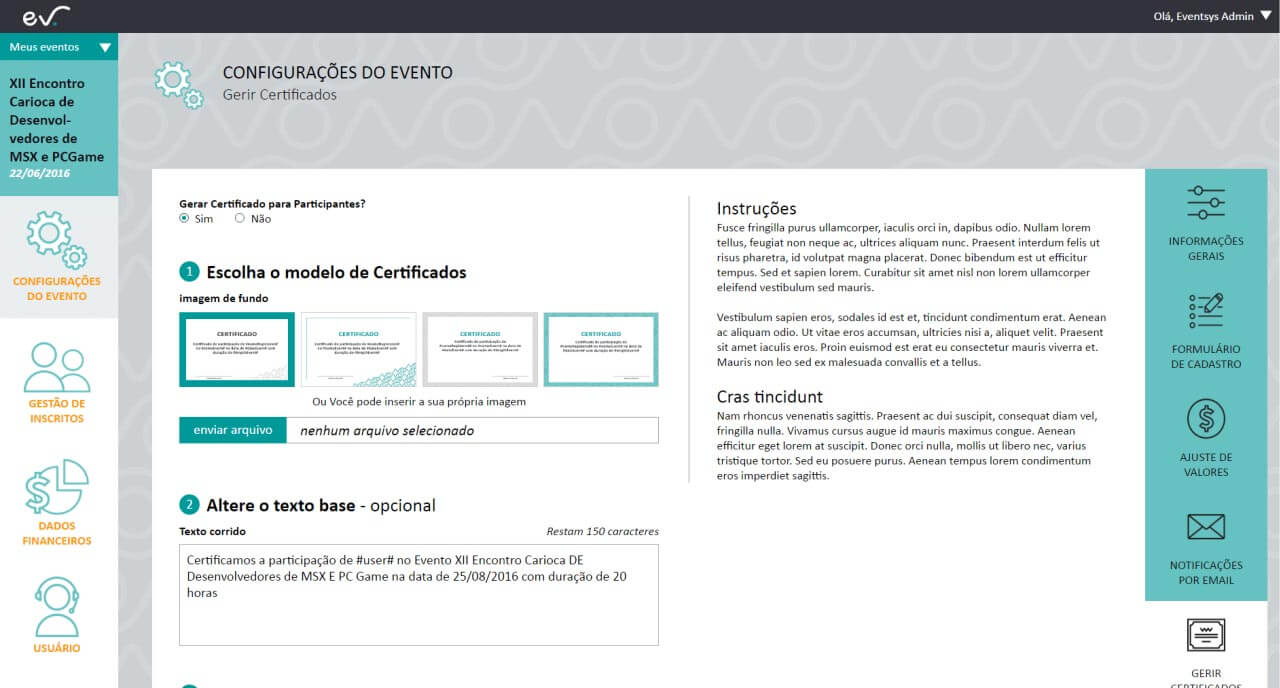 ev.
Olá, Eventsys Admin
Meus eventos
XII Encontro
Carioca de
Desenvol-
vedores de
MSX e PCGame
22/06/2016
CONFIGURAÇÕES
DO EVENTO
GESTÃO DE
INSCRITOS
DADOS
FINANCEIROS
USUÁRIO
CONFIGURAÇÕES DO EVENTO
Gerir Certificados
Gerar Certificado para Participantes?
Sim Não
1 Escolha o modelo de Certificados
imagem de fundo
CERTIFICADO
CERTIFICADO
CERTIFICADO
CERTIFICADO
Ou Você pode inserir a sua própria imagem
enviar arquivo nenhum arquivo selecionado
2 Altere o texto base - opcional
Texto corrido Restam 150 caracteres
Certificamos a participação de #user# no Evento XII Encontro Carioca DE
Desenvolvedores de MSX E PC Game na data de 25/08/2016 com duração de 20
horas
Instruções
Fusce fringilla purus ullamcorper, iaculis orci in, dapibus odio. Nullam lorem
tellus, feugiat non neque ac, ultrices aliquam nunc. Praesent interdum felis ut
risus pharetra, id volutpat magna placerat. Donec bibendum est ut efficitur
tempus. Sed et sapien lorem. Curabitur sit amet nisl non lorem ullamcorper
eleifend vestibulum sed mauris.
Vestibulum sapien eros, sodales id est et, tincidunt condimentum erat. Aenean
ac aliquam odio. Ut vitae eros accumsan, ultricies nisi a, aliquet velit. Praesent
sit amet iaculis eros. Proin euismod est erat eu consectetur mauris viverra et.
Mauris non leo sed ex malesuada convallis et a tellus.
Cras tincidunt
Nam rhoncus venenatis sagittis. Praesent ac dui suscipit, consequat diam vel,
fringilla nulla. Vivamus cursus augue id mauris maximus congue. Aenean
efficitur eget lorem at suscipit. Donec orci nulla, mollis ut libero nec, varius
tristique tortor. Sed eu posuere purus. Aenean tempus lorem condimentum
eros imperdiet sagittis.
INFORMAÇÕES
GERAIS
FORMULÁRIO
DE CADASTRO
AJUSTE DE
VALORES
NOTIFICAÇÕES
POR EMAIL
GERIR
CERTIFICADOS